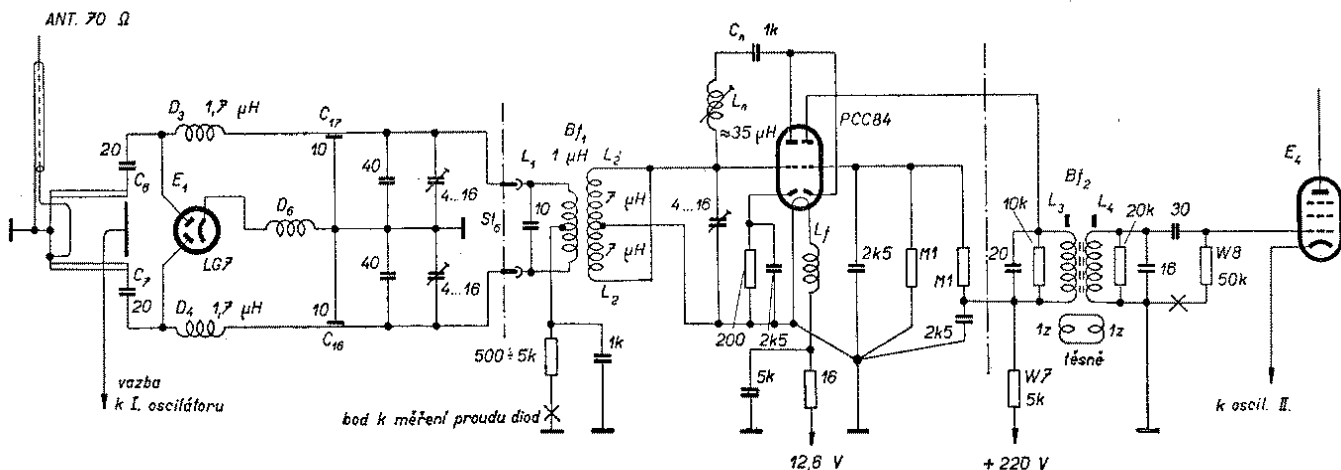 ANT. 70 Ω
D3 1,7 μH
C17
10
20
C6
E1
LG7
D6
40
4...16
40
4...16
C7
20
D4 1,7 μH
10
C16
vazba
k I. oscilátoru
St6
L1
10
Bf1
1 μH
L2
7 μH
7 μH
L2
500÷5k
1k
bod k měření proudu diod
Cn 1k
Ln
≈35 μH
PCC84
4...16
200
2k5
Lf
2k5
M1
M1
2k5
5k
16
12,6 V
10k
20
L3
Bf2
L4
20k
30
16
W8
50k
1z
1z
těsně
W7
5k
+ 220 V
E4
k oscil. II.